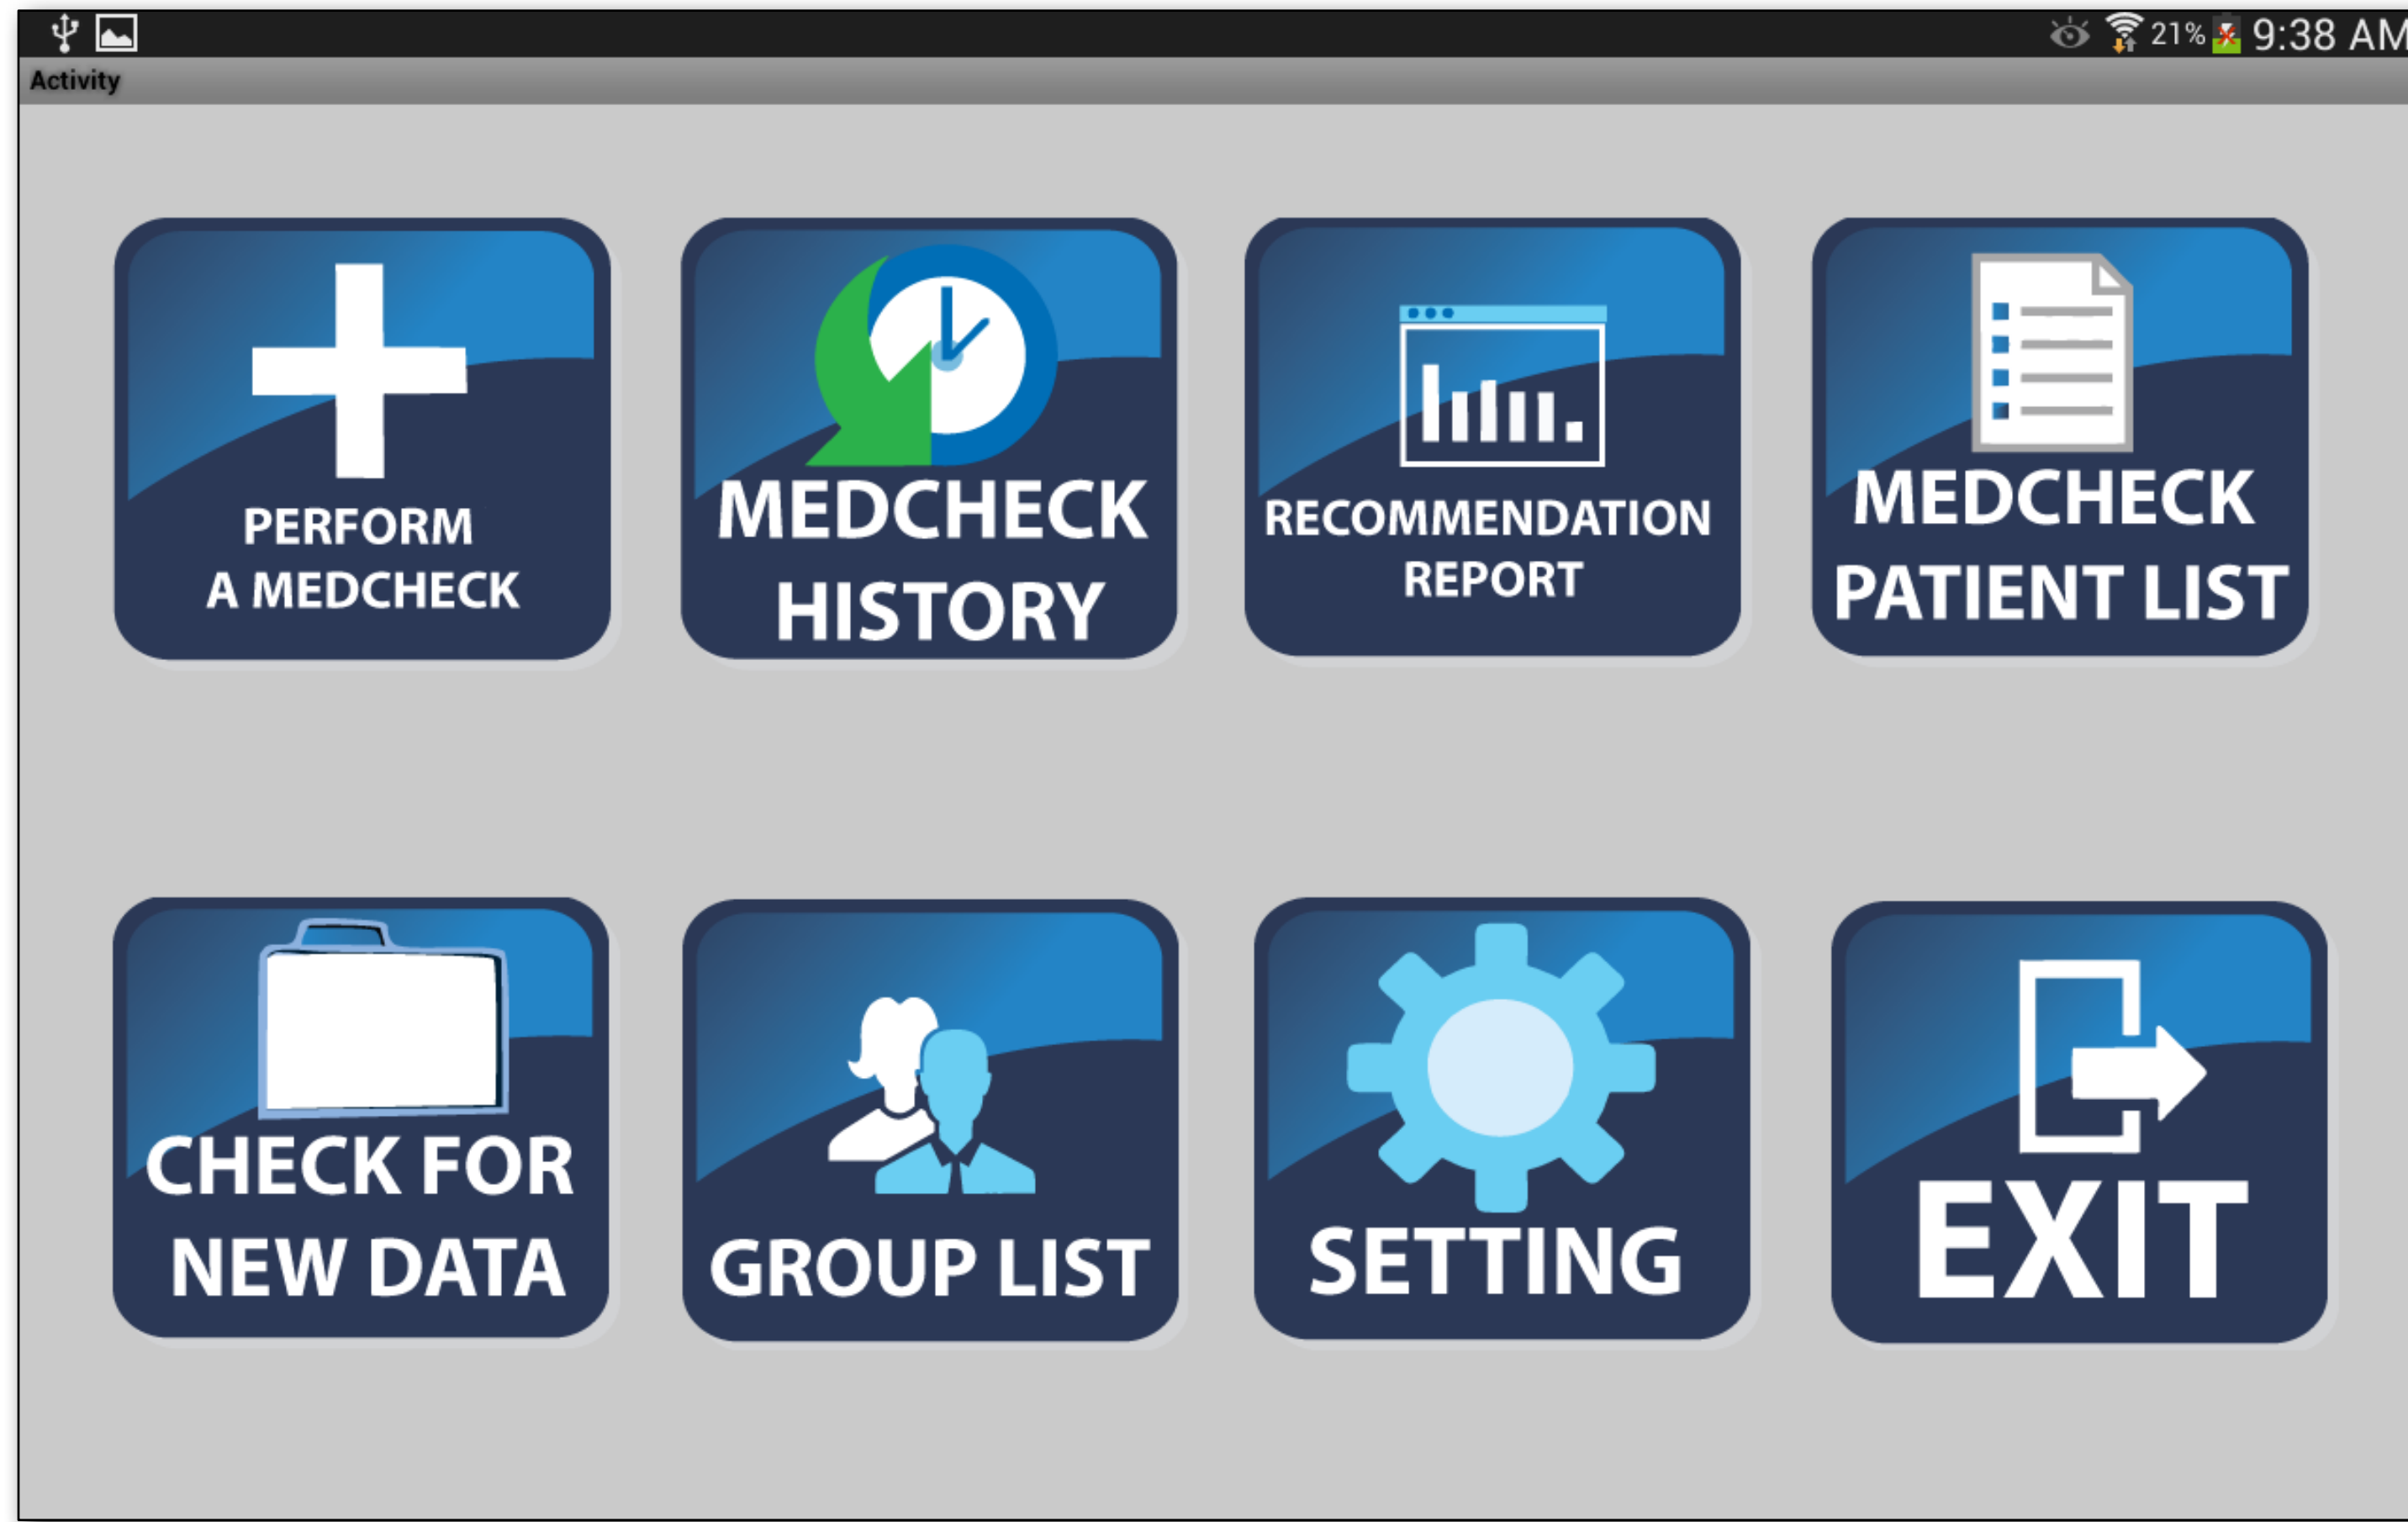 21% 9:38 AM
Activity
PERFORM
A MEDCHECK
MEDCHECK
HISTORY
RECOMMENDATION
REPORT
MEDCHECK
PATIENT LIST
CHECK FOR
NEW DATA
GROUP LIST
SETTING
EXIT